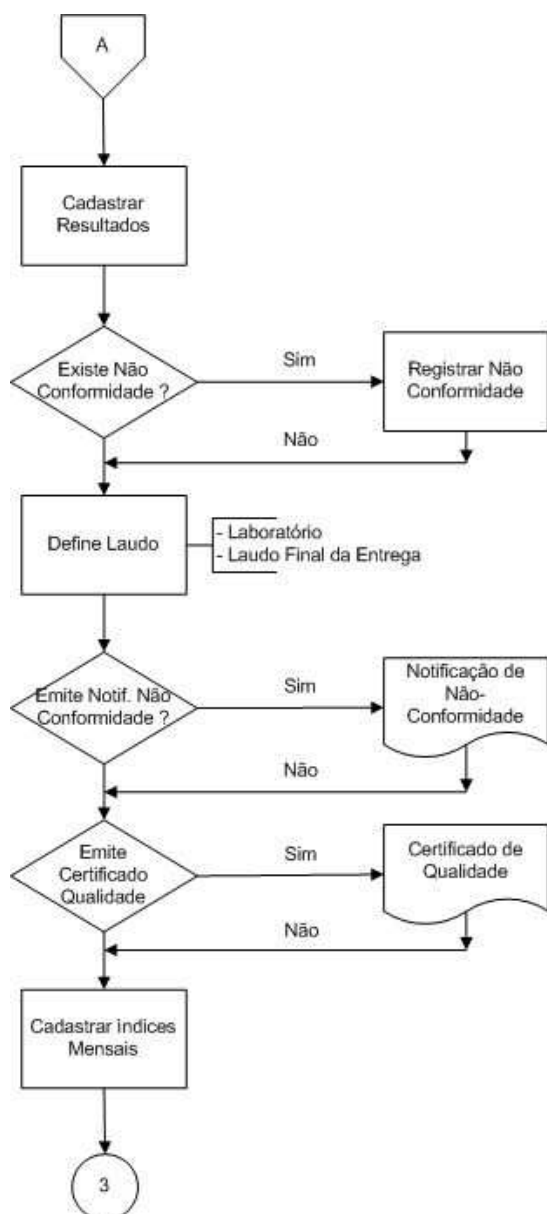 A
Cadastrar
Resultados
Existe Não
Conformidade ?
Sim
Registrar Não
Conformidade
Não
Define Laudo
- Laboratório
- Laudo Final da Entrega
Emite Notif. Não
Conformidade ?
Sim
Notificação de
Não-
Conformidade
Não
Emite
Certificado
Qualidade
Sim
Certificado de
Qualidade
Não
Cadastrar indices
Mensais
3